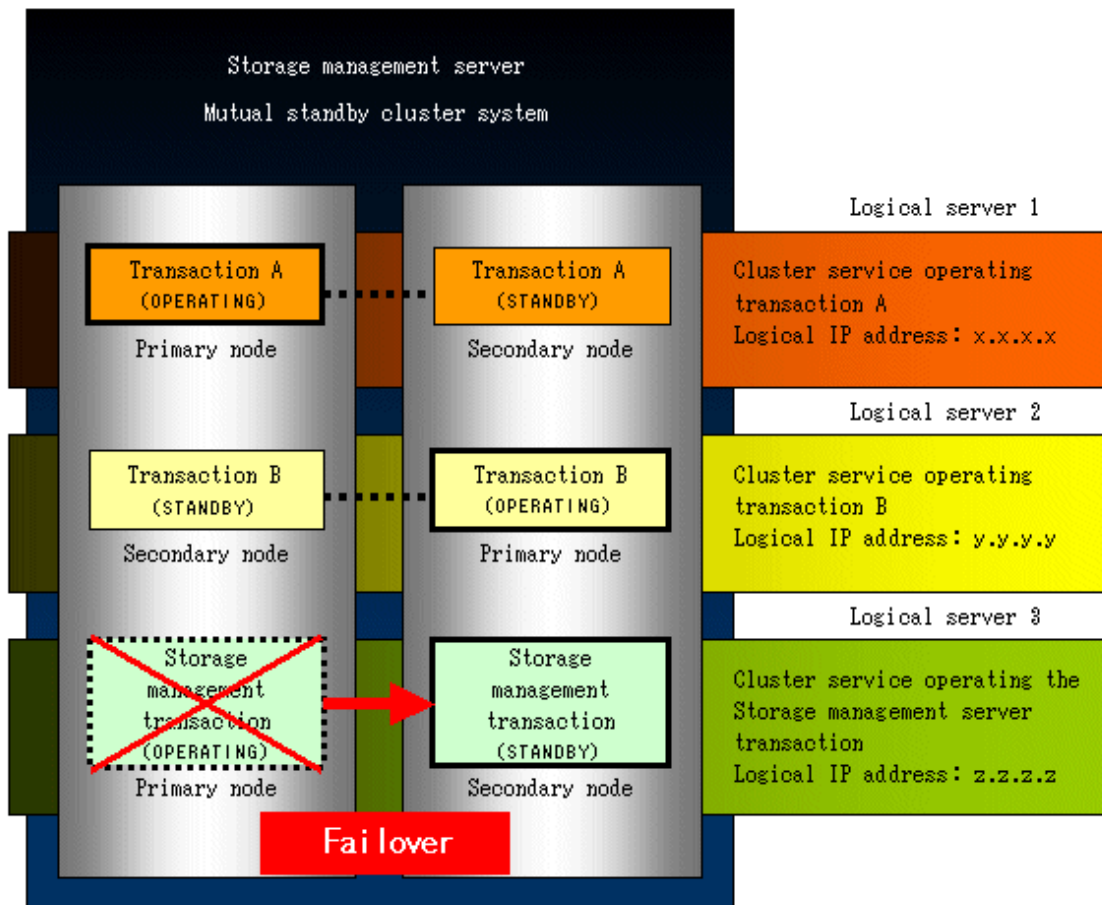 Storage management server
Mutual standby cluster system
Logical server 1
Transaction A
(OPERATING)
Primary node
Transaction A
(STANDBY)
Secondary node
Cluster service operating
transaction A
Logical IP address: x.x.x.x
Logical server 2
Transaction B
(STANDBY)
Secondary node
Transaction B
(OPERATING)
Primary node
Cluster service operating
transaction B
Logical IP address: y.y.y.y
Logical server 3
Storage
management
transaction
(OPERATING)
Primary node
Storage
management
transaction
(STANDBY)
Secondary node
Cluster service operating the
Storage management server
transaction
Logical IP address: z.z.z.z
Failover